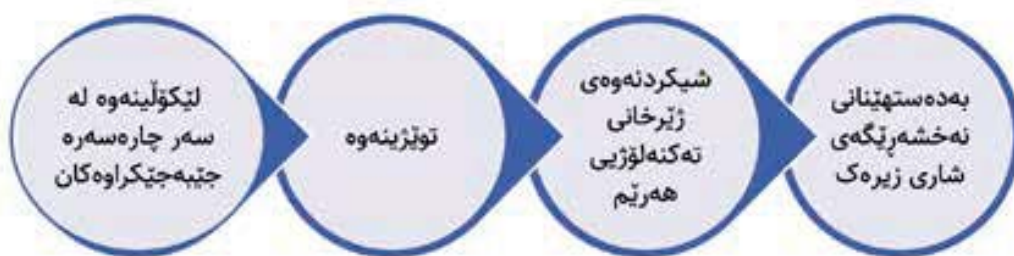 لێکۆڵینەوە لە
سەر چارەسەرە
جێبەجێکراوەکان
توێژینەوە
شیکردنەوەی
ژێرخانی
تەکنەلۆژیی
هەرێم
بەدەستهێنانی
نەخشەڕێگەی
شاری زیرەک